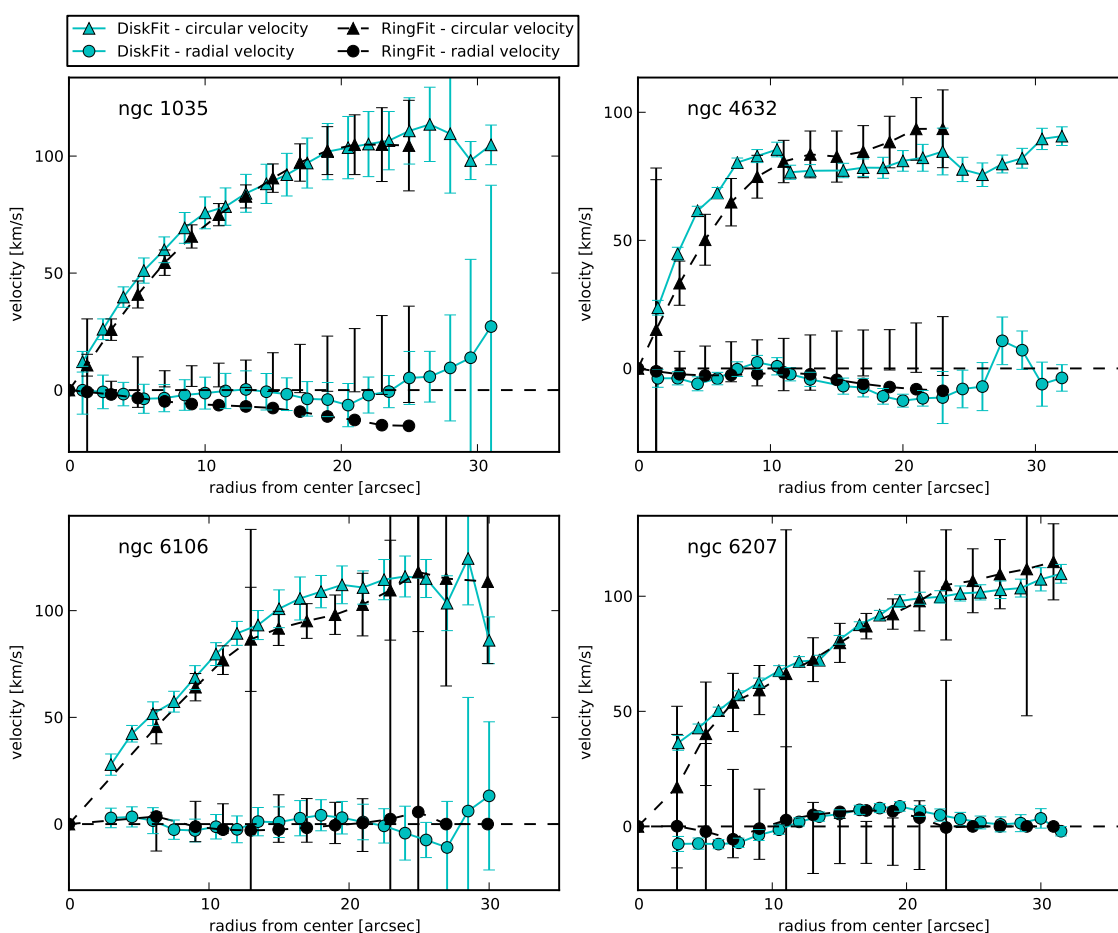 DiskFit - circular velocity
RingFit - circular velocity
DiskFit - radial velocity
RingFit - radial velocity
ngc 1035
100
50
0
velocity [km/s]
0 10 20 30
radius from center [arcsec]
ngc 4632
100
50
0
velocity [km/s]
0 10 20 30
radius from center [arcsec]
ngc 6106
100
50
0
velocity [km/s]
0 10 20 30
radius from center [arcsec]
ngc 6207
100
50
0
velocity [km/s]
0 10 20 30
radius from center [arcsec]